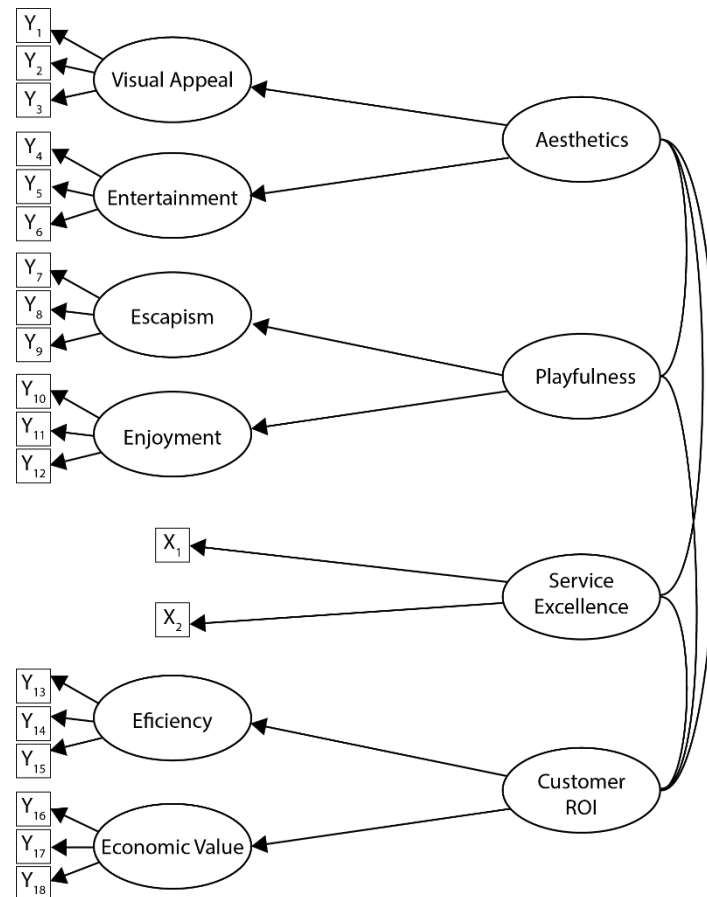 Y1
Y2
Y3
Visual Appeal
Aesthetics
Y4
Y5
Y6
Entertainment
Y7
Y8
Y9
Escapism
Playfulness
Y10
Y11
Y12
Enjoyment
X1
X2
Service
Excellence
Y13
Y14
Y15
Eficiency
Customer
ROI
Y16
Y17
Y18
Economic Value